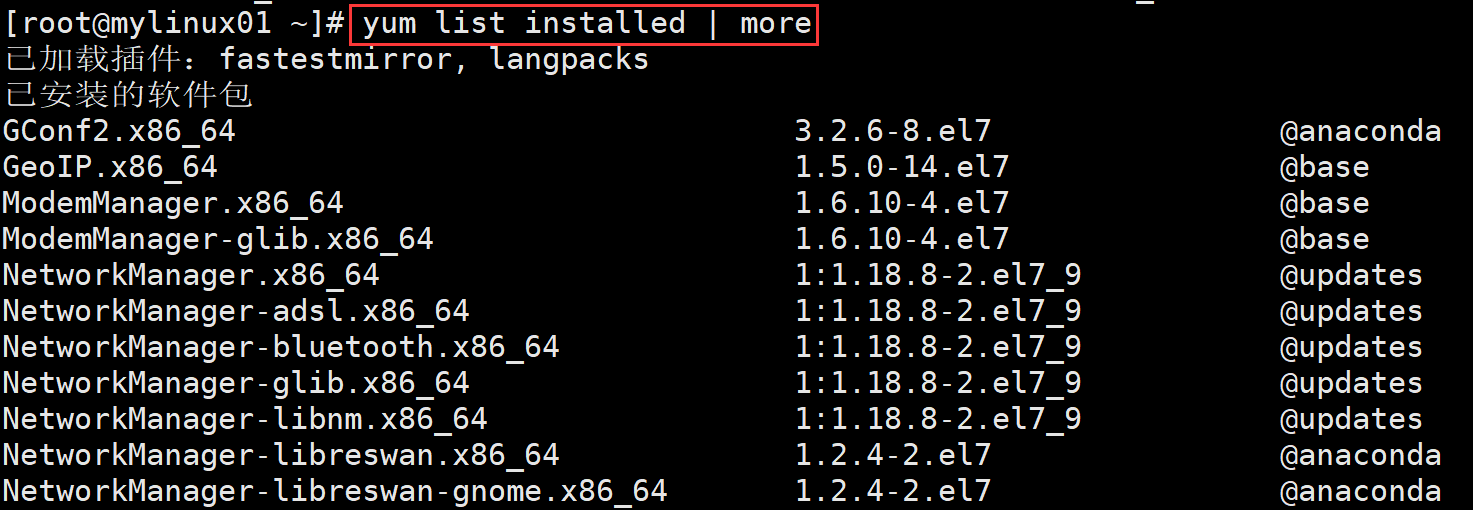 [root@mylinux01 ~]# yum list installed | more
已加载插件：fastestmirror, langpacks
已安装的软件包
GConf2.x86_64 3.2.6-8.el7 @anaconda
GeoIP.x86_64 1.5.0-14.el7 @base
ModemManager.x86_64 1.6.10-4.el7 @base
ModemManager-glib.x86_64 1.6.10-4.el7 @base
NetworkManager.x86_64 1:1.18.8-2.el7_9 @updates
NetworkManager-adsl.x86_64 1:1.18.8-2.el7_9 @updates
NetworkManager-bluetooth.x86_64 1:1.18.8-2.el7_9 @updates
NetworkManager-glib.x86_64 1:1.18.8-2.el7_9 @updates
NetworkManager-libnm.x86_64 1:1.18.8-2.el7_9 @updates
NetworkManager-libreswan.x86_64 1.2.4-2.el7 @anaconda
NetworkManager-libreswan-gnome.x86_64 1.2.4-2.el7 @anaconda